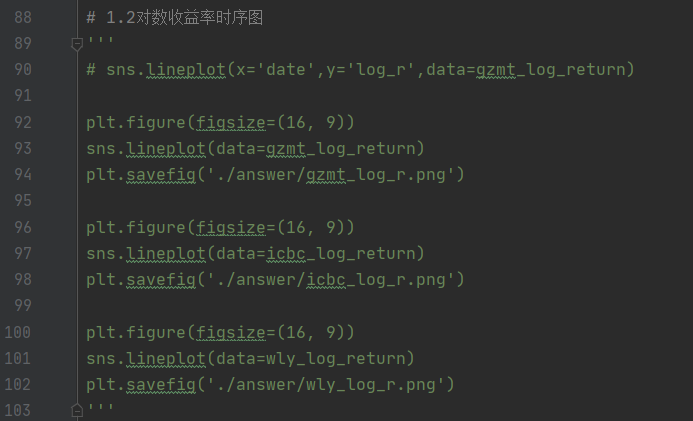 88 # 1.2对数收益率时序图
89 '''
90 # sns.lineplot(x='date',y='log_r',data=gzmt_log_return)
91
92 plt.figure(figsize=(16, 9))
93 sns.lineplot(data=gzmt_log_return)
94 plt.savefig('./answer/gzmt_log_r.png')
95
96 plt.figure(figsize=(16, 9))
97 sns.lineplot(data=icbc_log_return)
98 plt.savefig('./answer/icbc_log_r.png')
99
100 plt.figure(figsize=(16, 9))
101 sns.lineplot(data=wly_log_return)
102 plt.savefig('./answer/wly_log_r.png')
103 '''